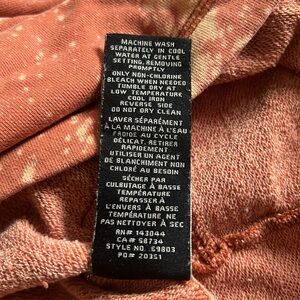 MACHINE WASH
SEPARATELY IN COOL
WATER AT GENTLE
SETTING, REMOVING
PROMPTLY
ONLY NON-CHLORINE
BLEACH WHEN NEEDED
TUMBLE DRY AT
LOW TEMPERATURE
COOL IRON
REVERSE SIDE
DO NOT DRY CLEAN
LAVER SÉPARÉMENT
À LA MACHINE À L'EAU
FROIDE AU CYCLE
DÉLICAT, RETIRER
RAPIDEMENT
UTILISER UN AGENT
DE BLANCHIMENT NON
CHLORÉ AU BESOIN
SÉCHER PAR
CULBUTAGE À BASSE
TEMPÉRATURE
REPASSER À
L'ENVERS À BASSE
TEMPÉRATURE, NE
PAS NETTOYER À SEC
RN# 143044
CA# 58734
STYLE NO. 69803
PO# 20351